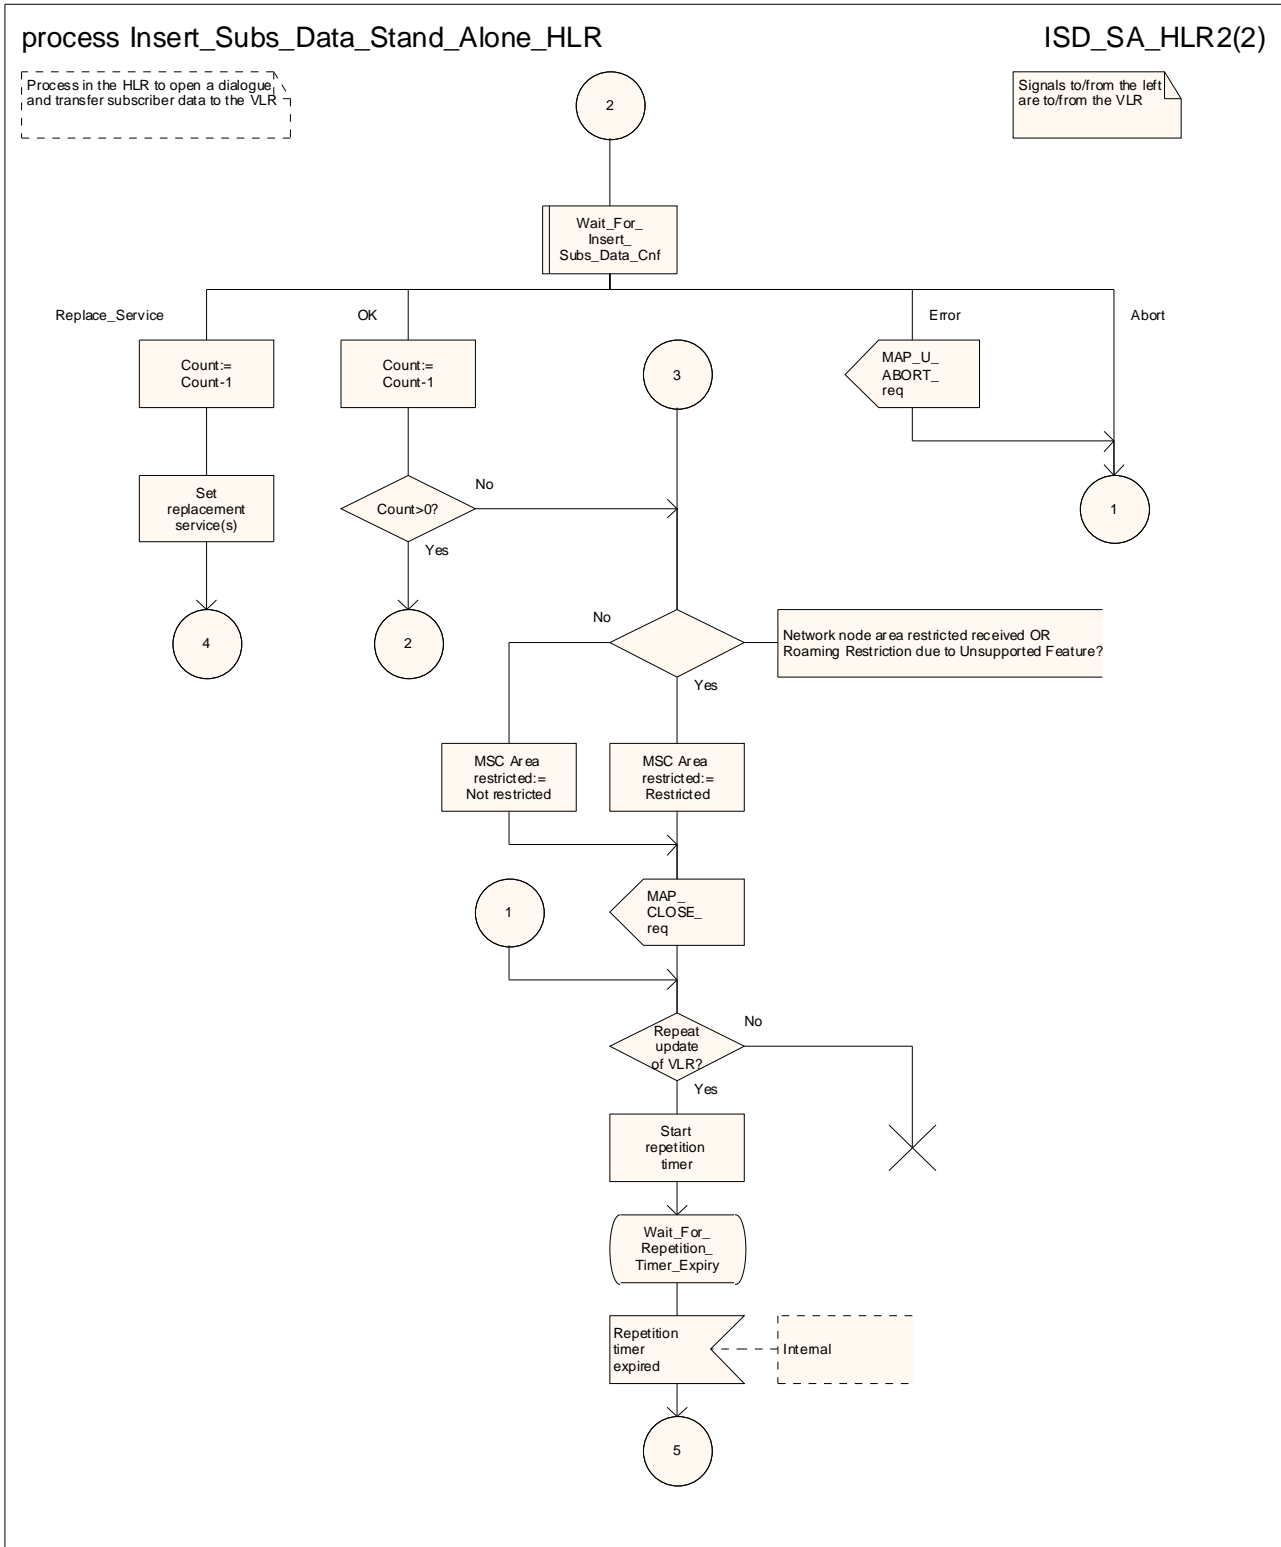 process Insert_Subs_Data_Stand_Alone_HLR
ISD_SA_HLR2(2)
Process in the HLR to open a dialogue
and transfer subscriber data to the VLR
2
Signals to/from the left
are to/from the VLR
Wait_For_
Insert_
Subs_Data_Cnf
Replace_Service
OK
Error
Abort
Count:=
Count-1
Count:=
Count-1
3
MAP_U_
ABORT_
req
Set
replacement
service(s)
Count>0?
No
Yes
1
4
2
No
Yes
Network node area restricted received OR
Roaming Restriction due to Unsupported Feature?
MSC Area
restricted:=
Not restricted
MSC Area
restricted:=
Restricted
1
MAP_
CLOSE_
req
Repeat
update
of VLR?
No
Yes
Start
repetition
timer
Wait_For_
Repetition_
Timer_Expiry
Repetition
timer
expired
Internal
5